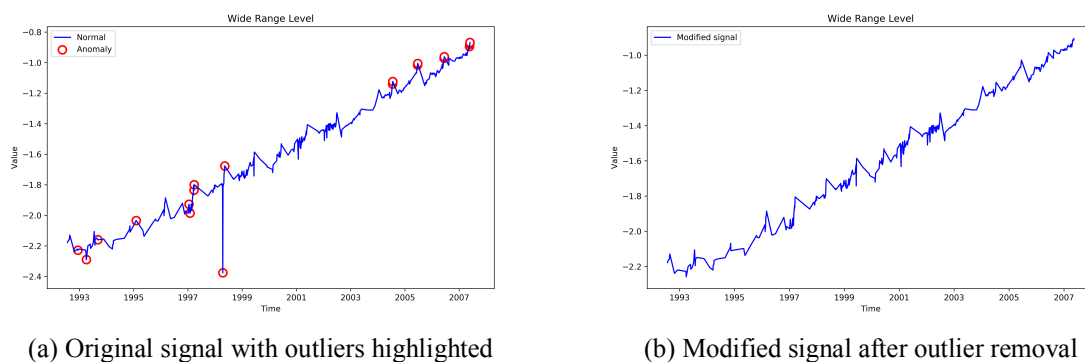 Wide Range Level
Normal
Anomaly
−0.8
−1.0
−1.2
−1.4
−1.6
−1.8
−2.0
−2.2
−2.4
Value
1993 1995 1997 1999 2001 2003 2005 2007
Time
(a) Original signal with outliers highlighted
Wide Range Level
Modified signal
−1.0
−1.2
−1.4
−1.6
−1.8
−2.0
−2.2
Value
1993 1995 1997 1999 2001 2003 2005 2007
Time
(b) Modified signal after outlier removal